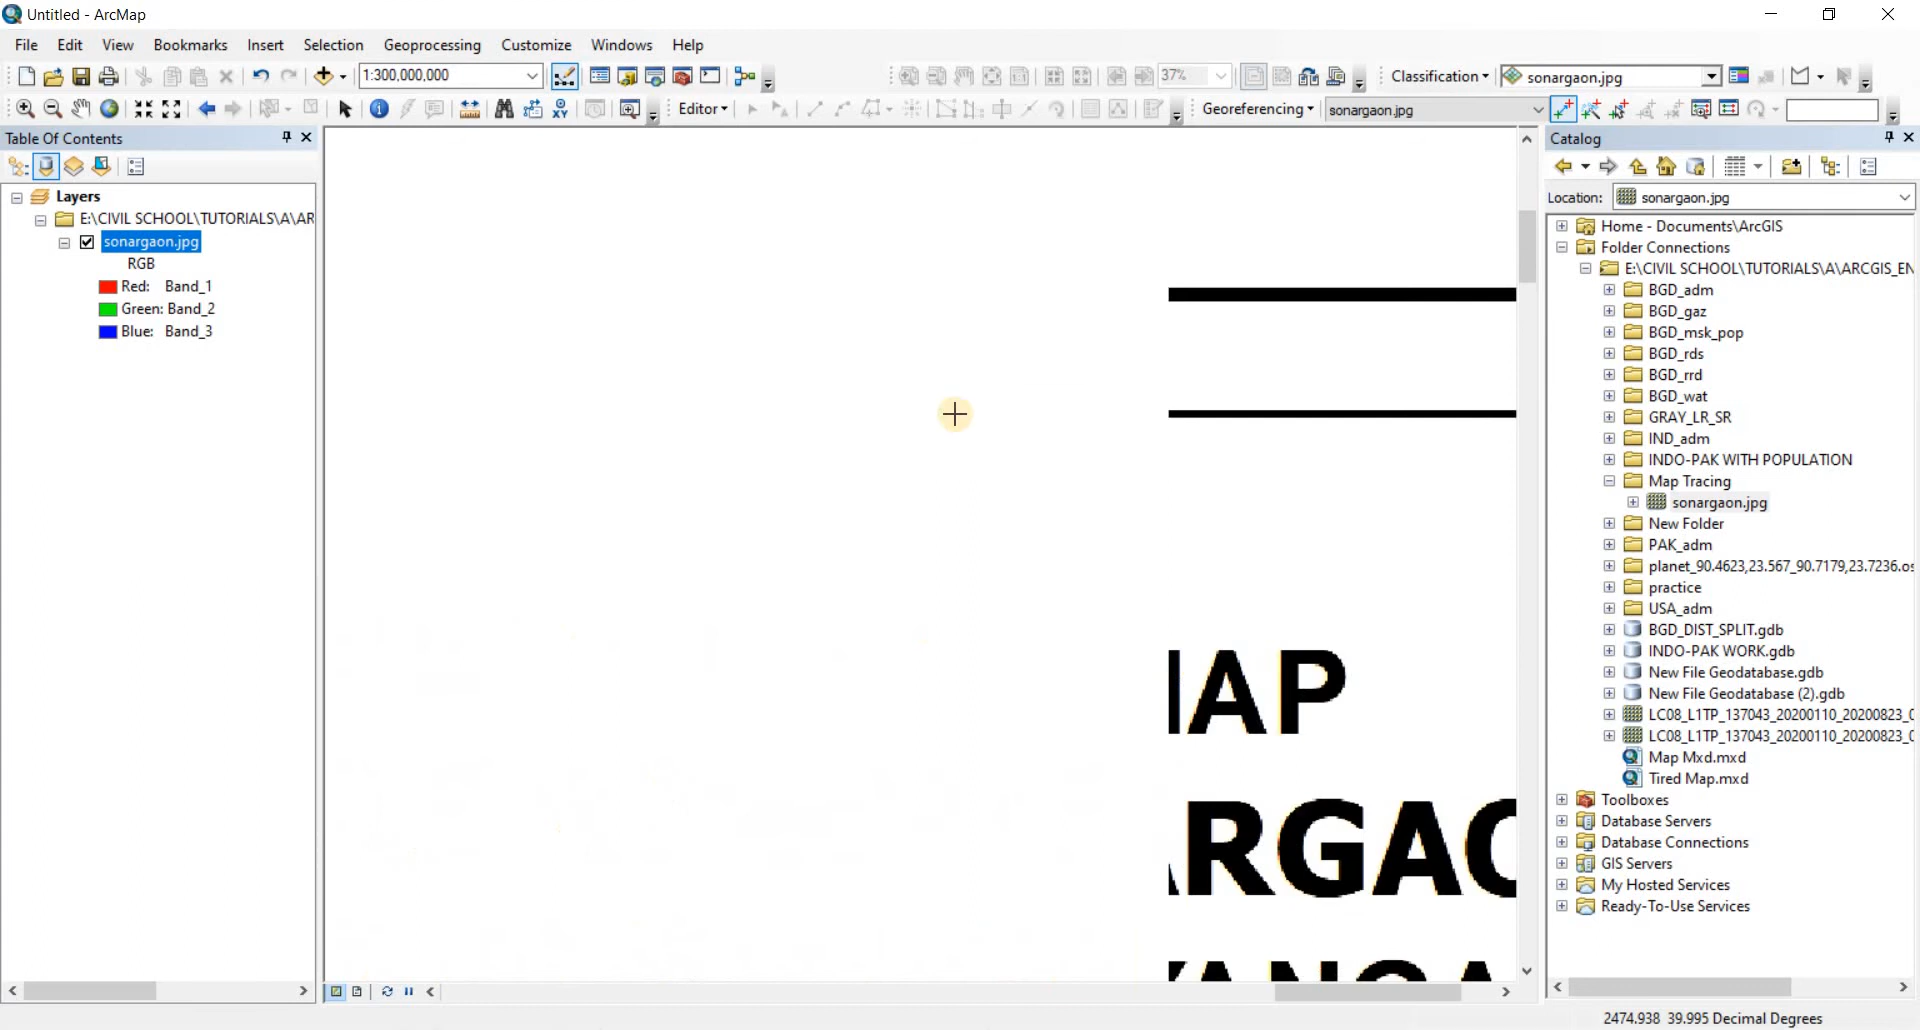 Untitled - ArcMap
File Edit View Bookmarks Insert Selection Geoprocessing Customize Windows Help
1:300,000,000
37%
Classification
sonargaon.jpg
Editor
Georeferencing
sonargaon.jpg
Table Of Contents
Layers
E:\CIVIL SCHOOL\TUTORIALS\A\AR
sonargaon.jpg
RGB
Red: Band_1
Green: Band_2
Blue: Band_3
IAP
RGAO
Catalog
Location: sonargaon.jpg
Home - Documents\ArcGIS
Folder Connections
E:\CIVIL SCHOOL\TUTORIALS\A\ARCGIS_EN
BGD_adm
BGD_gaz
BGD_msk_pop
BGD_rds
BGD_rrd
BGD_wat
GRAY_LR_SR
IND_adm
INDO-PAK WITH POPULATION
Map Tracing
sonargaon.jpg
New Folder
PAK_adm
planet_90.4623,23.567_90.7179,23.7236.os
practice
USA_adm
BGD_DIST_SPLIT.gdb
INDO-PAK WORK.gdb
New File Geodatabase.gdb
New File Geodatabase (2).gdb
LC08_L1TP_137043_20200110_20200823_0
LC08_L1TP_137043_20200110_20200823_0
Map Mxd.mxd
Tired Map.mxd
Toolboxes
Database Servers
Database Connections
GIS Servers
My Hosted Services
Ready-To-Use Services
2474.938 39.995 Decimal Degrees